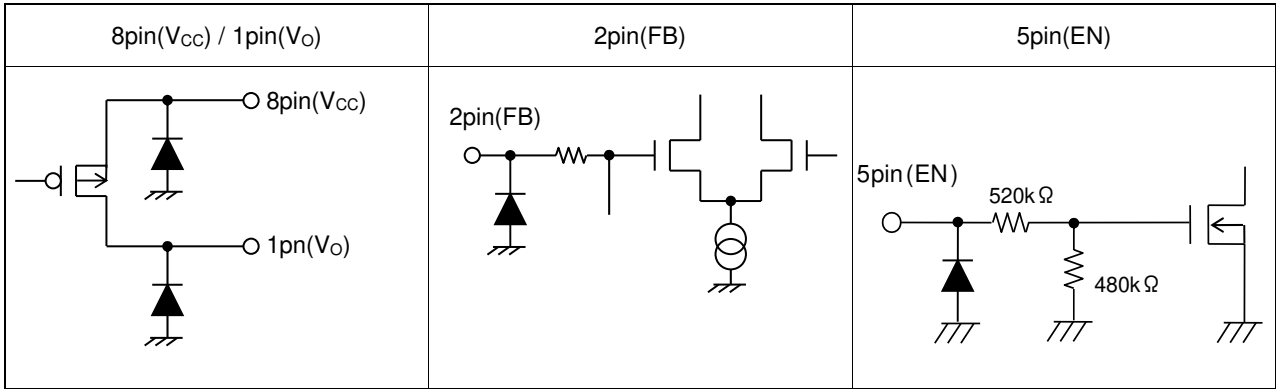 8pin(VCC) / 1pin(VO)
2pin(FB)
5pin(EN)
8pin(VCC)
1pn(VO)
2pin(FB)
5pin(EN)
520kΩ
480kΩ